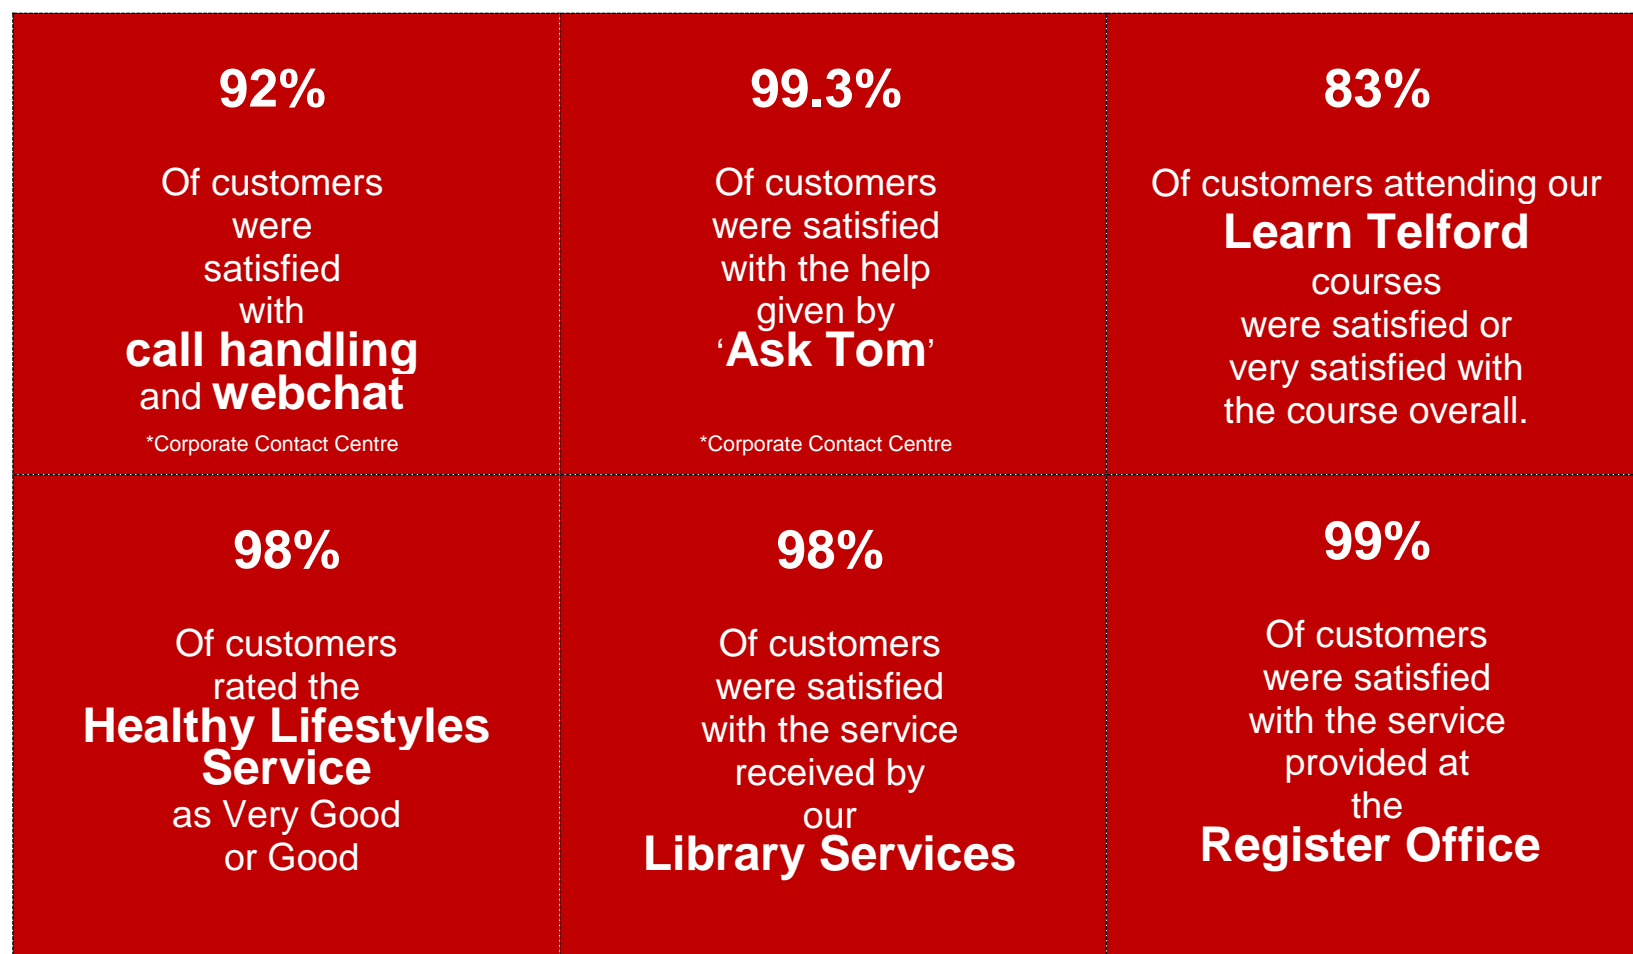 92%
Of customers
were
satisfied
with
call handling
and webchat
*Corporate Contact Centre
99.3%
Of customers
were satisfied
with the help
given by
‘Ask Tom’
*Corporate Contact Centre
83%
Of customers attending our
Learn Telford
courses
were satisfied or
very satisfied with
the course overall.
98%
Of customers
rated the
Healthy Lifestyles
Service
as Very Good
or Good
98%
Of customers
were satisfied
with the service
received by
our
Library Services
99%
Of customers
were satisfied
with the service
provided at
the
Register Office